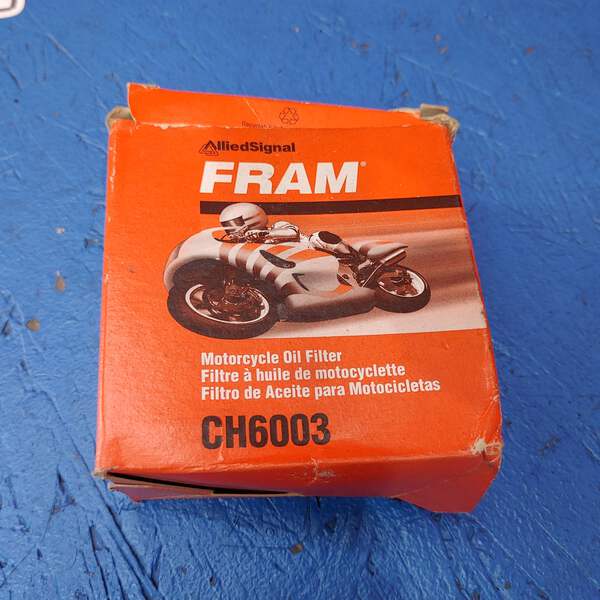 AlliedSignal
FRAM®
Motorcycle Oil Filter
Filtre à huile de motocyclette
Filtro de Aceite para Motocicletas
CH6003